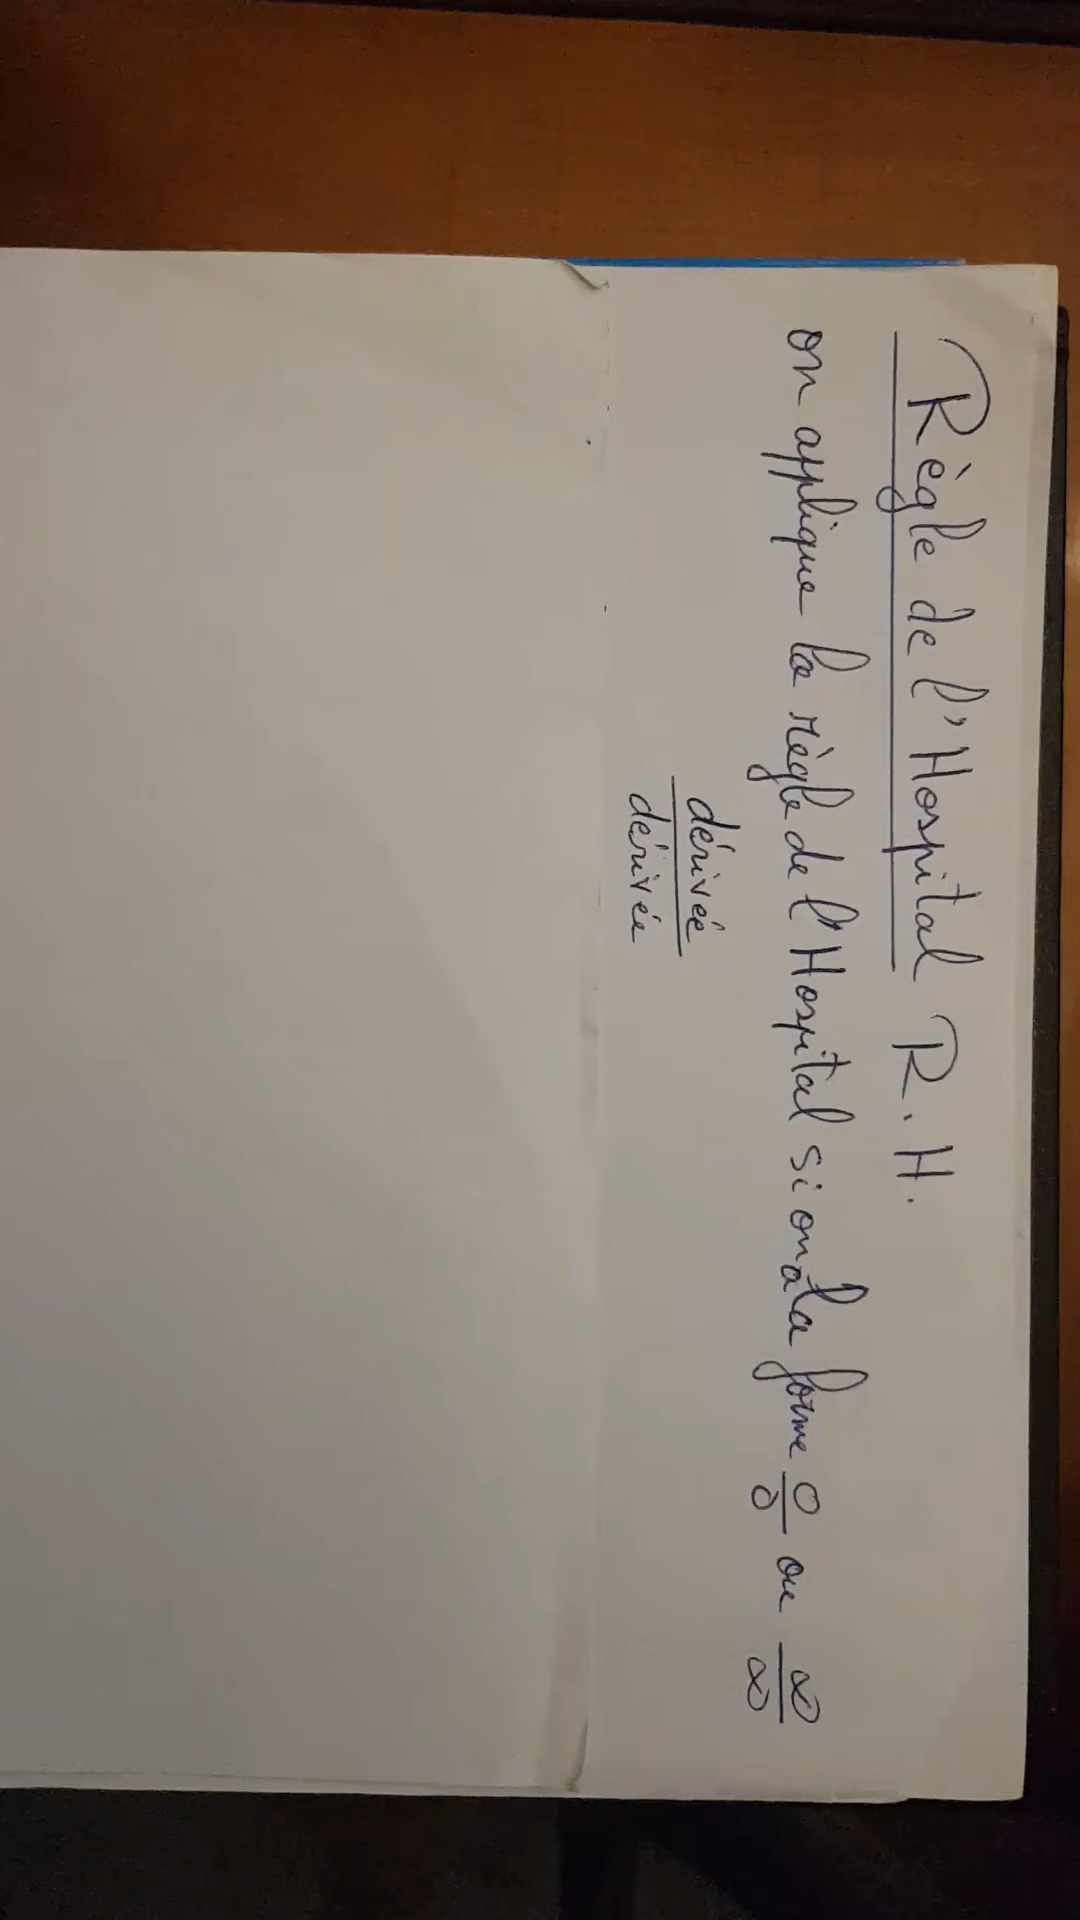 Règle de l'Hospital R.H.
on applique la règle de l'Hospital si on a la forme 0/0 ou ∞/∞
dérivée
dérivée